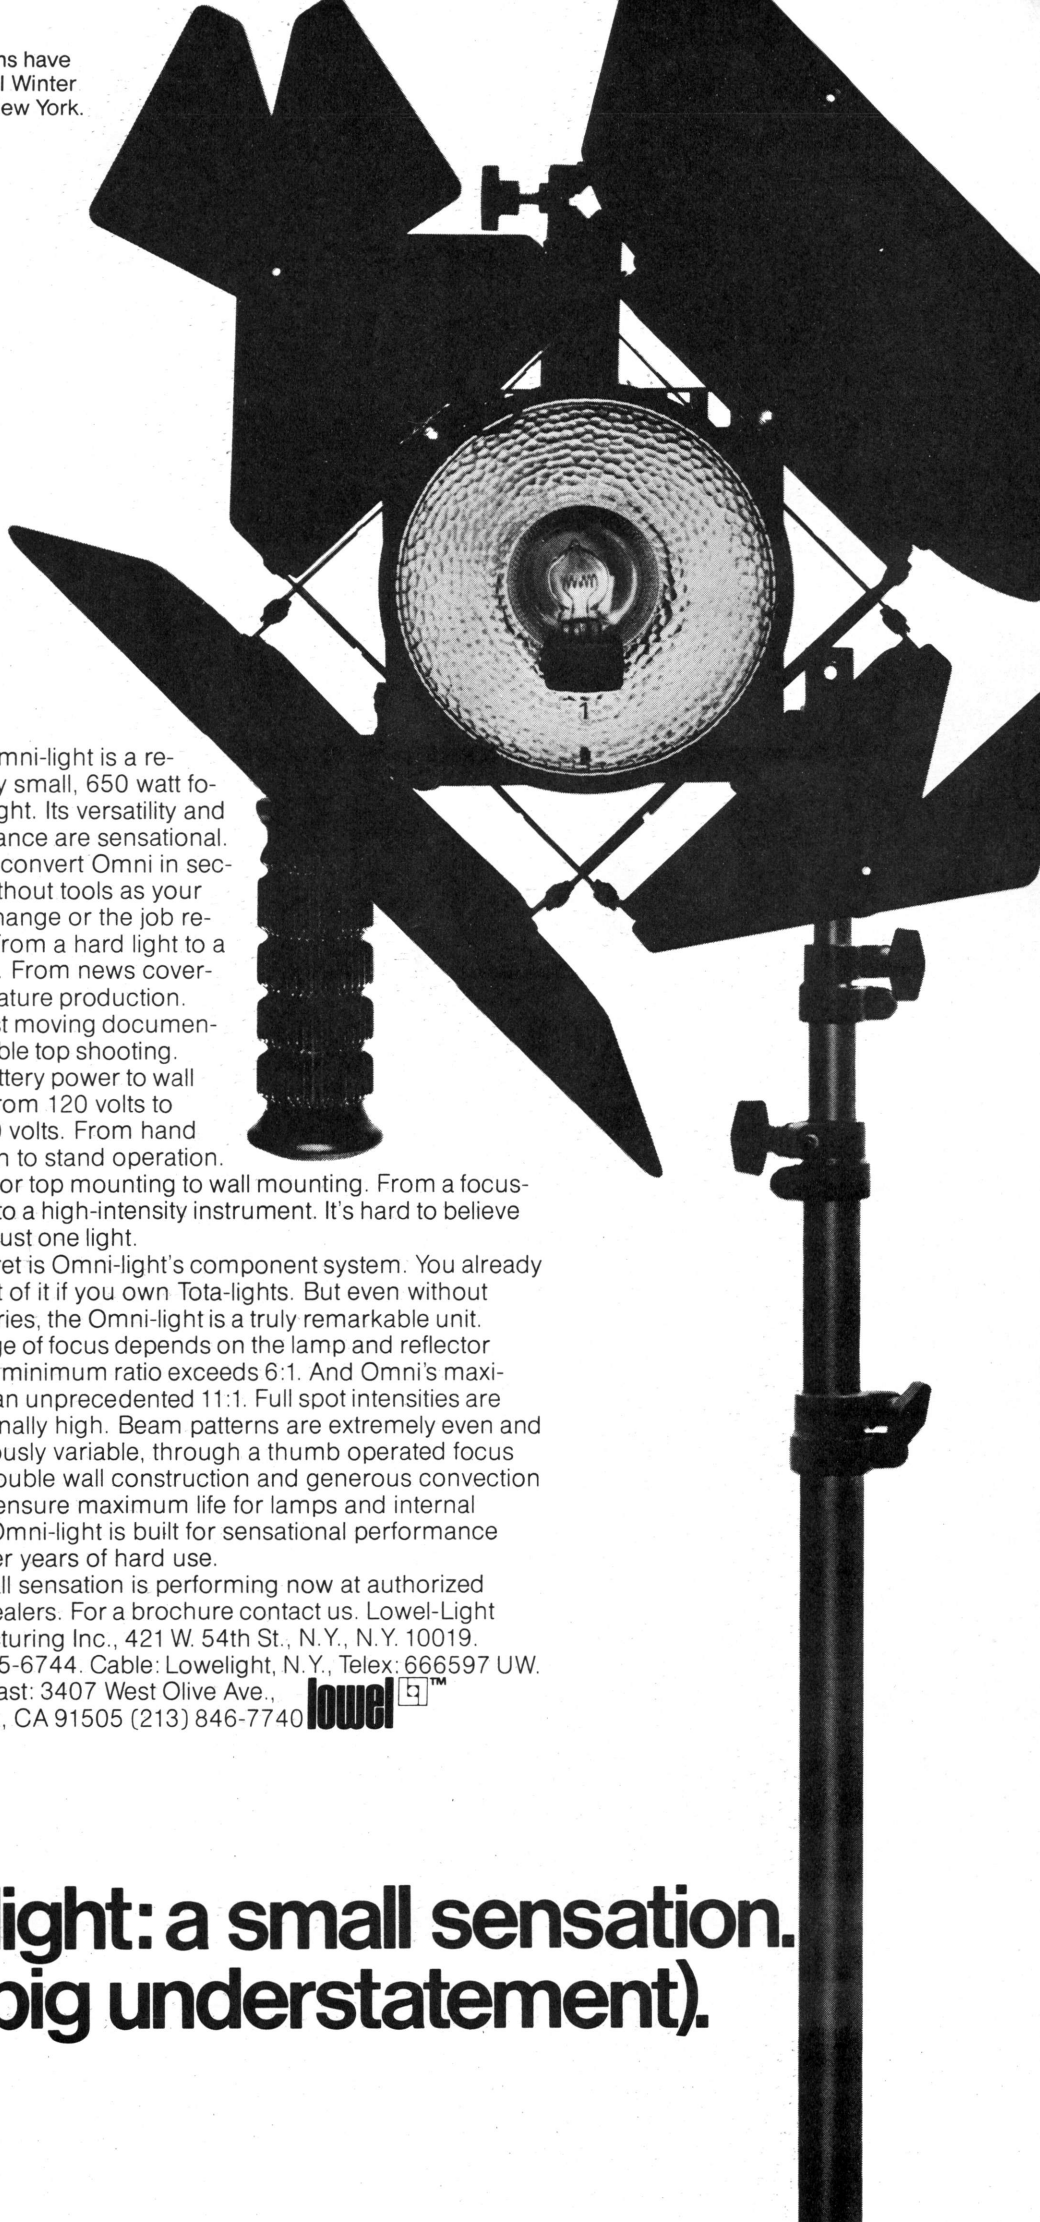 ns have
l Winter
ew York.
mni-light is a re-
y small, 650 watt fo-
ght. Its versatility and
ance are sensational.
convert Omni in sec-
thout tools as your
hange or the job re-
rom a hard light to a
. From news cover-
ature production.
t moving documen-
ble top shooting.
ttery power to wall
rom 120 volts to
volts. From hand
n to stand operation.
or top mounting to wall mounting. From a focus-
to a high-intensity instrument. It's hard to believe
ust one light.
ret is Omni-light's component system. You already
t of it if you own Tota-lights. But even without
ries, the Omni-light is a truly remarkable unit.
ge of focus depends on the lamp and reflector
minimum ratio exceeds 6:1. And Omni's maxi-
an unprecedented 11:1. Full spot intensities are
nally high. Beam patterns are extremely even and
ously variable, through a thumb operated focus
ouble wall construction and generous convection
ensure maximum life for lamps and internal
Omni-light is built for sensational performance
er years of hard use.
ll sensation is performing now at authorized
ealers. For a brochure contact us. Lowel-Light
turing Inc., 421 W. 54th St., N.Y., N.Y. 10019.
5-6744. Cable: Lowelight, N.Y., Telex: 666597 UW.
ast: 3407 West Olive Ave.,
, CA 91505 (213) 846-7740 lowel ™
1
light: a small sensation.
big understatement).